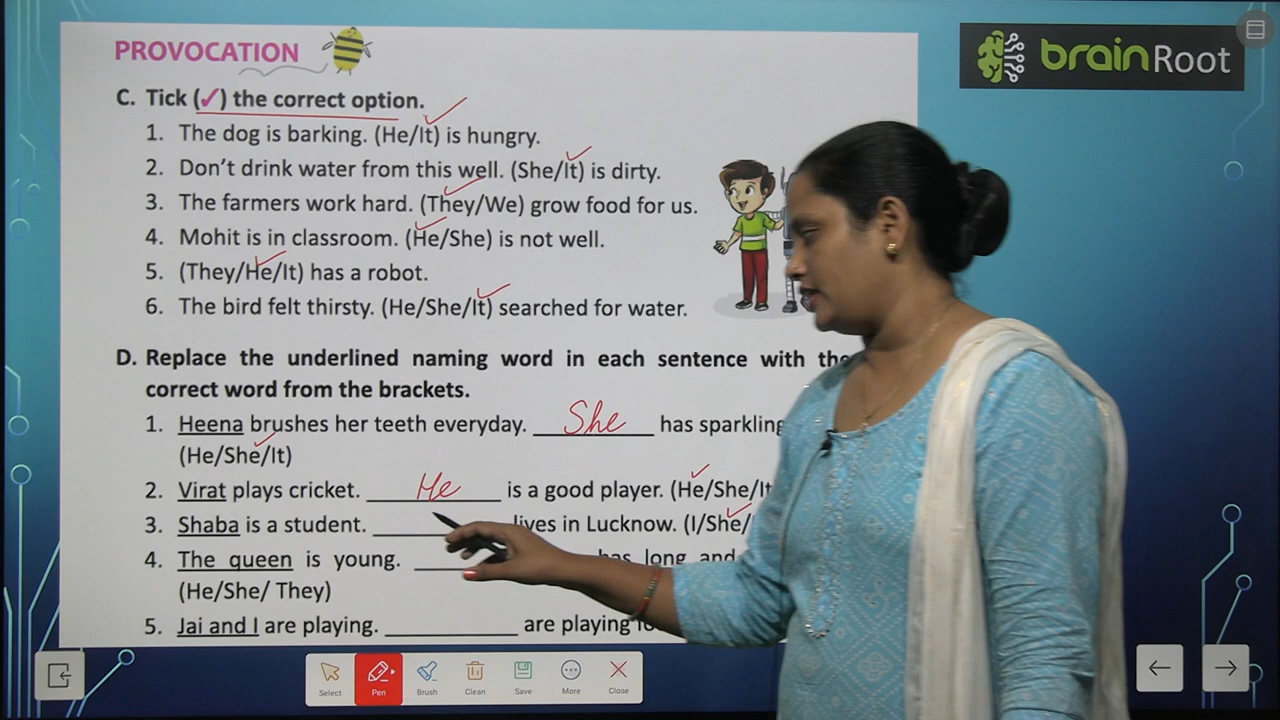 PROVOCATION
brainRoot
C. Tick (✓) the correct option.
1. The dog is barking. (He/It) is hungry.
2. Don't drink water from this well. (She/It) is dirty.
3. The farmers work hard. (They/We) grow food for us.
4. Mohit is in classroom. (He/She) is not well.
5. (They/He/It) has a robot.
6. The bird felt thirsty. (He/She/It) searched for water.
D. Replace the underlined naming word in each sentence with the
correct word from the brackets.
1. Heena brushes her teeth everyday. She has sparkling
(He/She/It)
2. Virat plays cricket. He is a good player. (He/She/It
3. Shaba is a student. ____ lives in Lucknow. (I/She/
4. The queen is young. ____ has long and
(He/She/ They)
5. Jai and I are playing. ____ are playing
Select Pen Brush Clean Save More Close